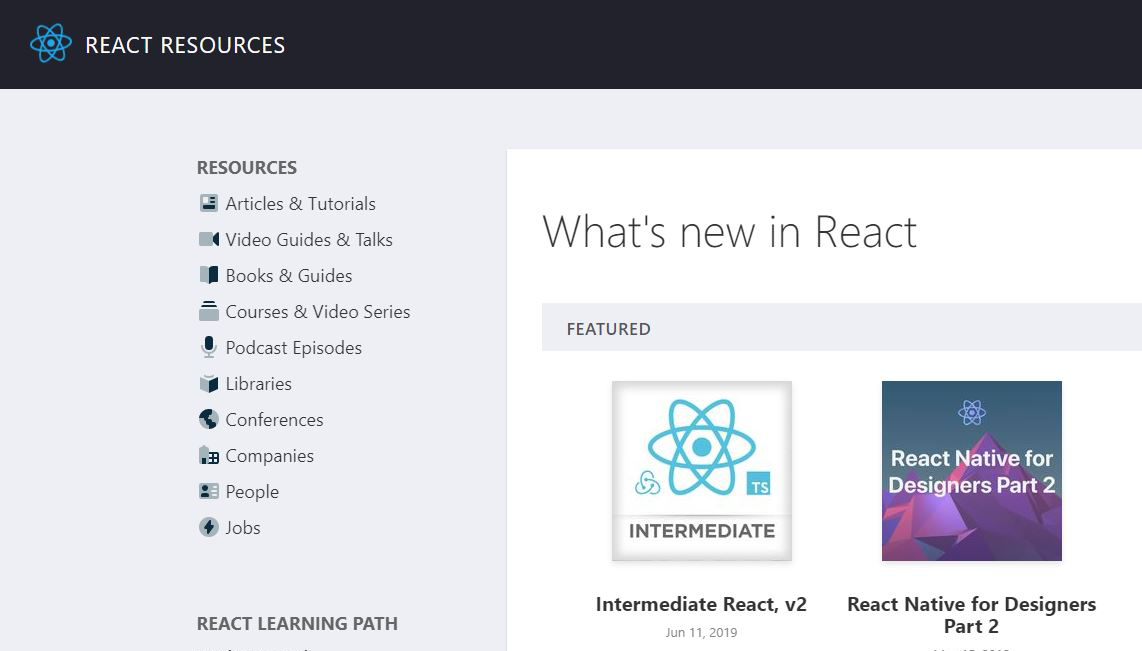 REACT RESOURCES
RESOURCES
Articles & Tutorials
Video Guides & Talks
Books & Guides
Courses & Video Series
Podcast Episodes
Libraries
Conferences
Companies
People
Jobs
REACT LEARNING PATH
What's new in React
FEATURED
TS
INTERMEDIATE
Intermediate React, v2
Jun 11, 2019
React Native for
Designers Part 2
React Native for Designers
Part 2